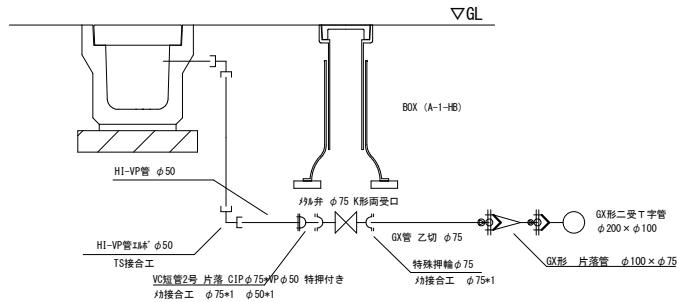 ▽GL
BOX (A-1-HB)
HI-VP管 φ50
ﾒﾀﾙ弁 φ75 K形両受口
GX形二受T字管
φ200×φ100
GX管 乙切 φ75
HI-VP管ｴﾙﾎﾞ φ50
TS接合工
特殊押輪φ75
ﾒｶ接合工 φ75*1
GX形 片落管 φ100×φ75
VC短管2号 片落 CIPφ75*VPφ50 特押付き
ﾒｶ接合工 φ75*1 φ50*1